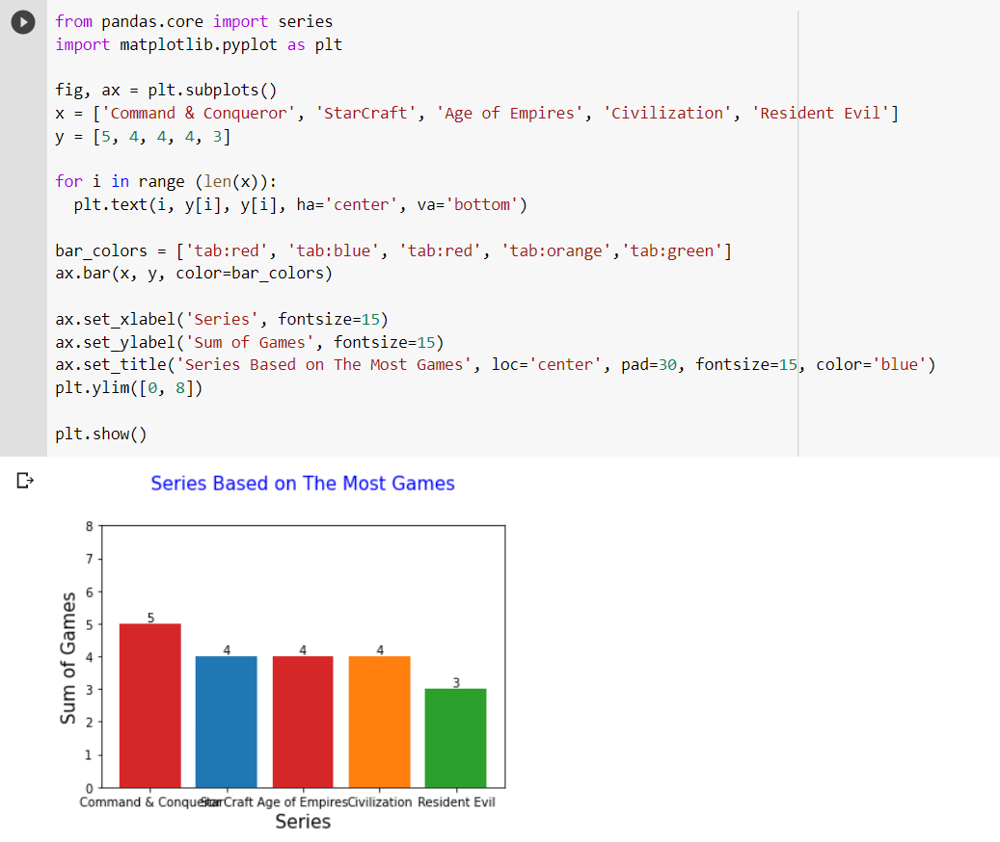 from pandas.core import series
import matplotlib.pyplot as plt
fig, ax = plt.subplots()
x = ['Command & Conqueror', 'StarCraft', 'Age of Empires', 'Civilization', 'Resident Evil']
y = [5, 4, 4, 4, 3]
for i in range (len(x)):
  plt.text(i, y[i], y[i], ha='center', va='bottom')
bar_colors = ['tab:red', 'tab:blue', 'tab:red', 'tab:orange','tab:green']
ax.bar(x, y, color=bar_colors)
ax.set_xlabel('Series', fontsize=15)
ax.set_ylabel('Sum of Games', fontsize=15)
ax.set_title('Series Based on The Most Games', loc='center', pad=30, fontsize=15, color='blue')
plt.ylim([0, 8])
plt.show()
Series Based on The Most Games
Sum of Games
8
7
6
5
4
3
2
1
0
5
4
4
4
3
Command & Conqueror StarCraft Age of Empires Civilization Resident Evil
Series